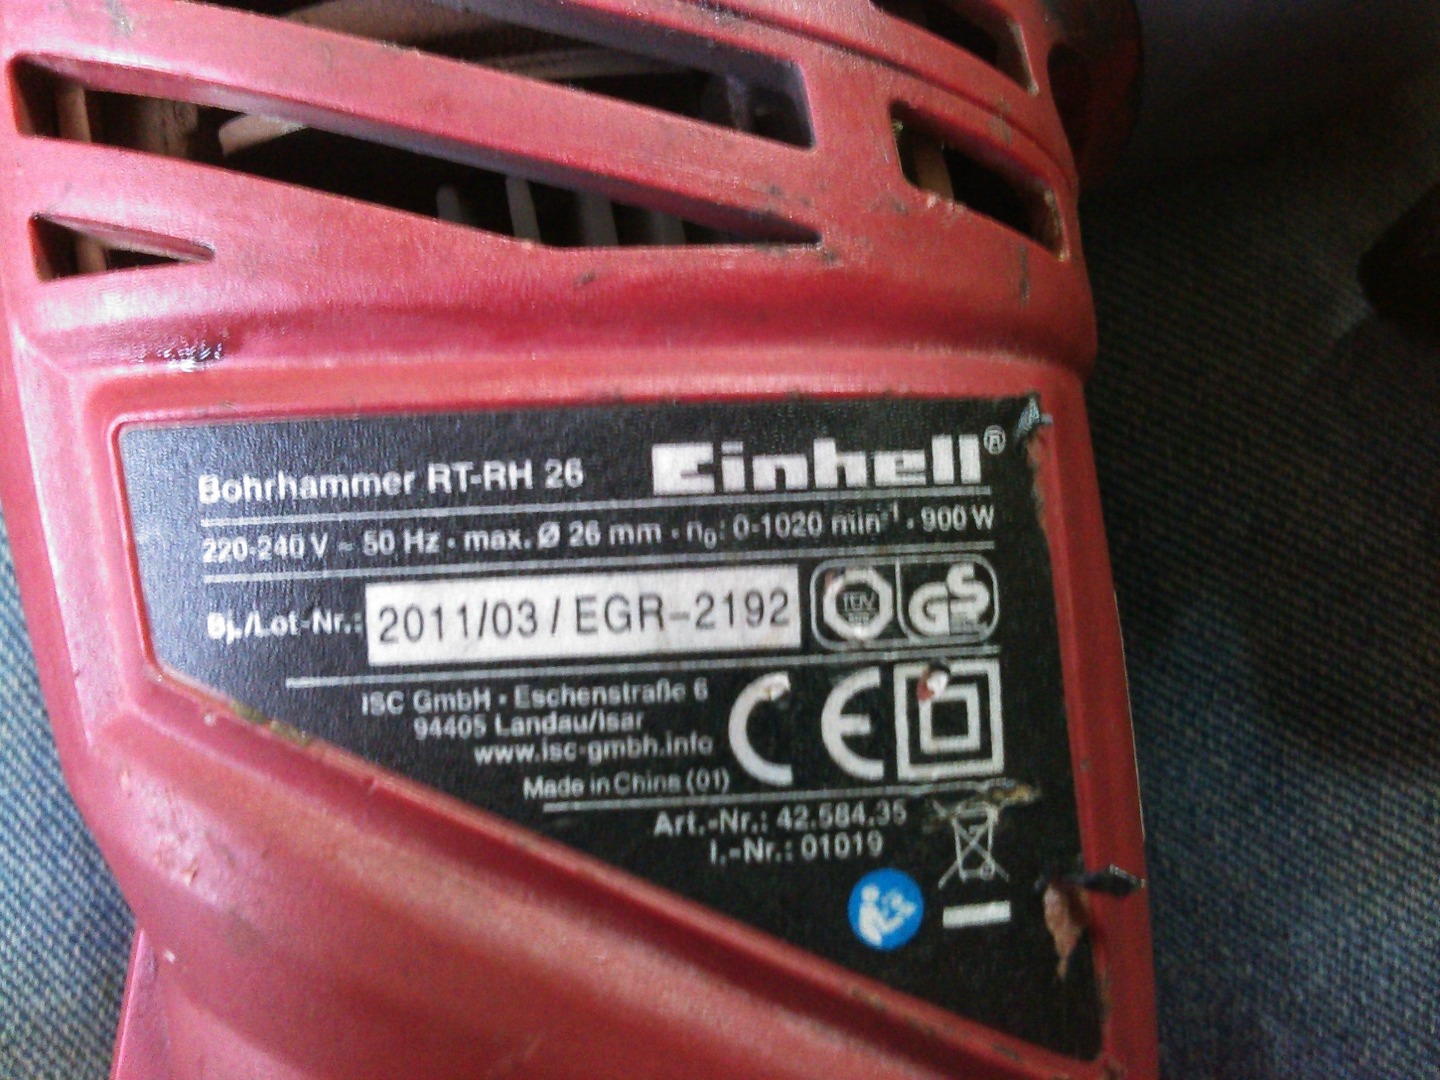 Bohrhammer RT-RH 26 Einhell®
220-240 V ~ 50 Hz · max. Ø 26 mm · n₀: 0-1020 min⁻¹ · 900 W
Bj./Lot-Nr.: 2011/03 / EGR-2192
GS
ISC GmbH · Eschenstraße 6
94405 Landau/Isar
www.isc-gmbh.info
CE
Made in China (01)
Art.-Nr.: 42.584.35
I.-Nr.: 01019